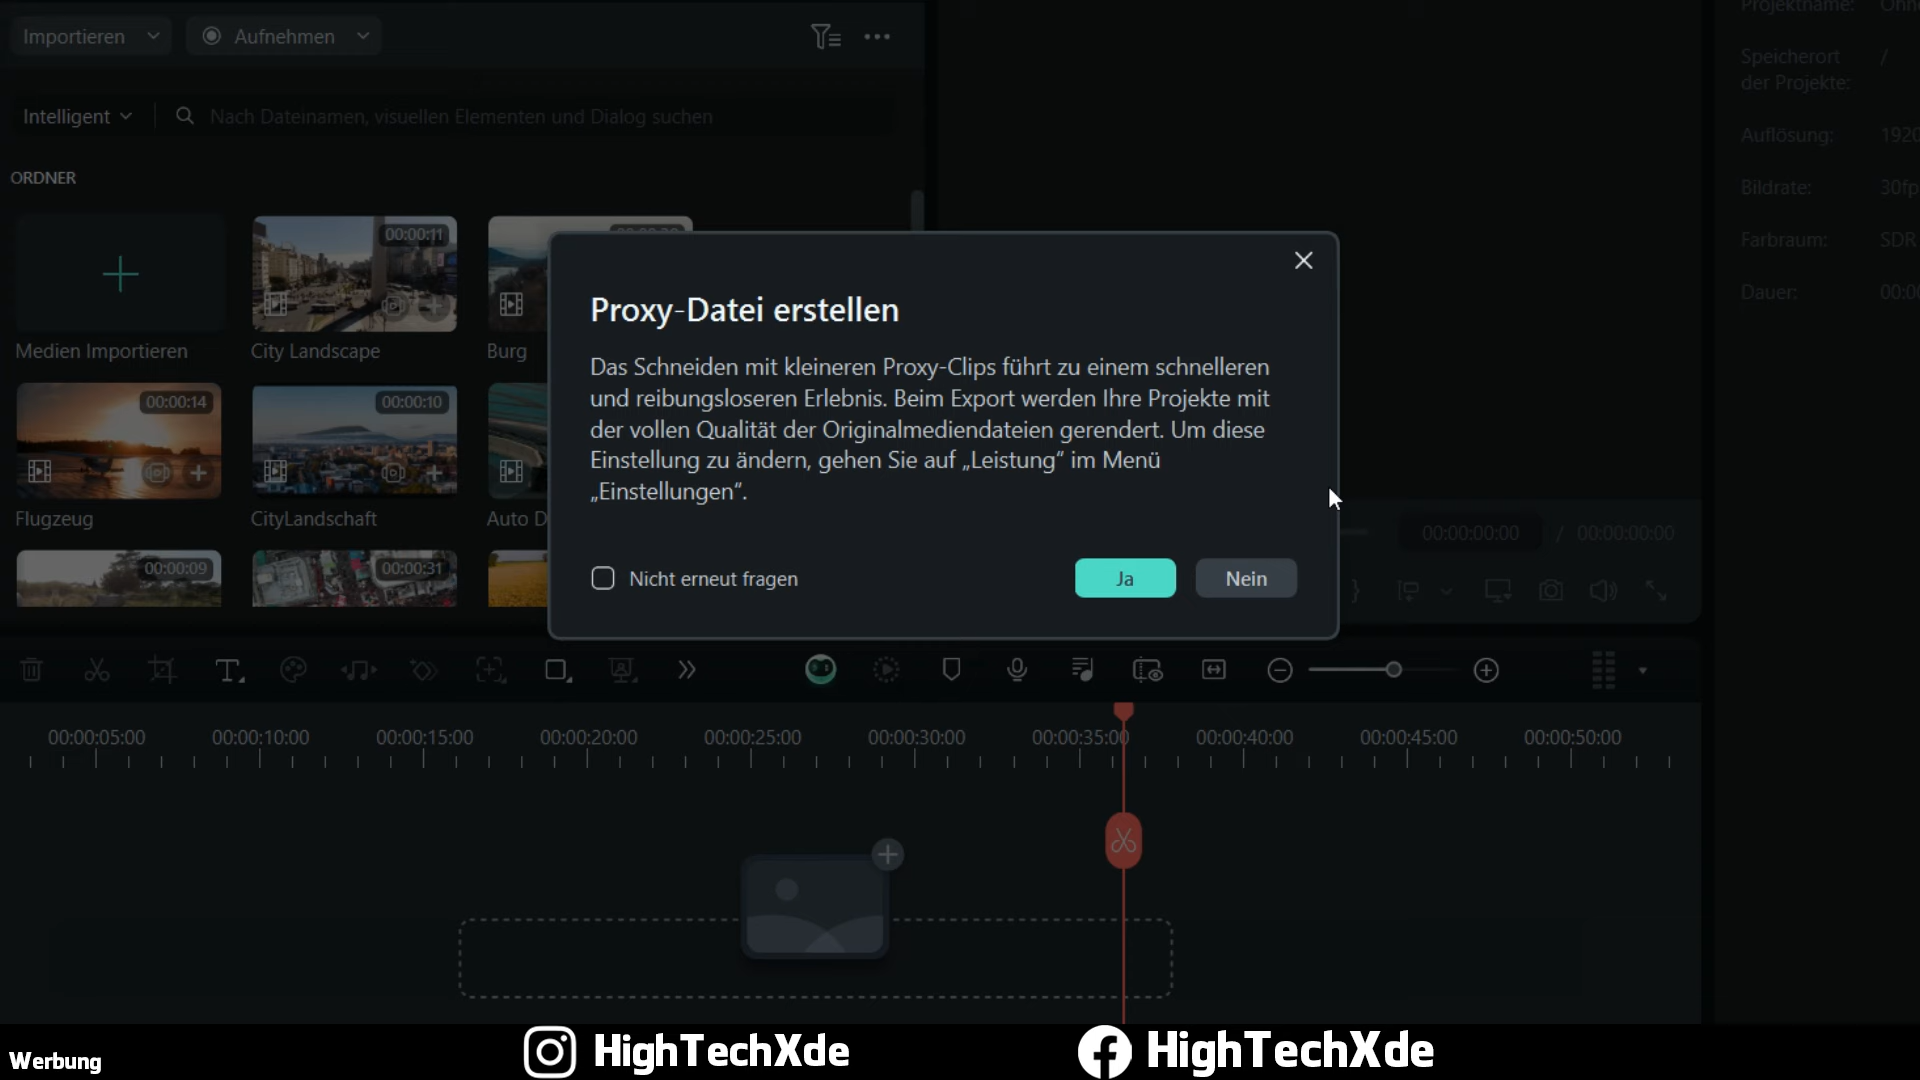 Importieren
Aufnehmen
Intelligent
Nach Dateinamen, visuellen Elementen und Dialog suchen
ORDNER
Medien Importieren
00:00:11
City Landscape
Burg
00:00:14
Flugzeug
00:00:10
CityLandschaft
Auto D
00:00:09
00:00:31
Projektname:
Speicherort
der Projekte:
/
Auflösung:
1920
Bildrate:
30fp
Farbraum:
SDR
Dauer:
00:00
Proxy-Datei erstellen
Das Schneiden mit kleineren Proxy-Clips führt zu einem schnelleren
und reibungsloseren Erlebnis. Beim Export werden Ihre Projekte mit
der vollen Qualität der Originalmediendateien gerendert. Um diese
Einstellung zu ändern, gehen Sie auf „Leistung“ im Menü
„Einstellungen“.
Nicht erneut fragen
Ja
Nein
00:00:00:00 / 00:00:00:00
00:00:05:00 00:00:10:00 00:00:15:00 00:00:20:00 00:00:25:00 00:00:30:00 00:00:35:00 00:00:40:00 00:00:45:00 00:00:50:00
Werbung
HighTechXde
HighTechXde